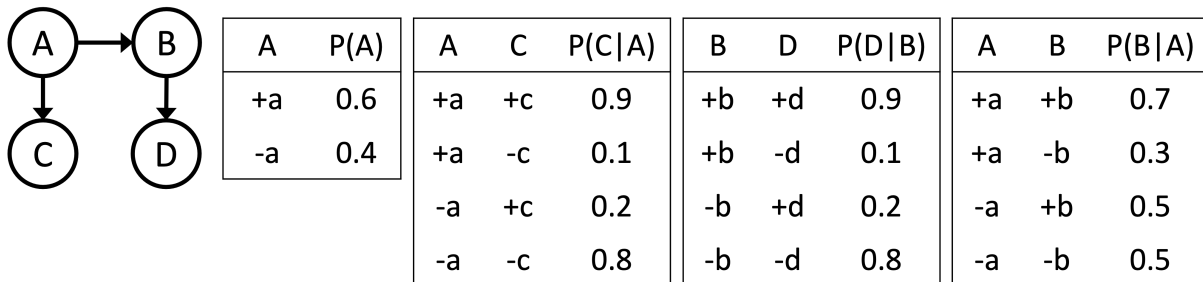 A B
C D
A P(A)
+a 0.6
-a 0.4
A C P(C|A)
+a +c 0.9
+a -c 0.1
-a +c 0.2
-a -c 0.8
B D P(D|B)
+b +d 0.9
+b -d 0.1
-b +d 0.2
-b -d 0.8
A B P(B|A)
+a +b 0.7
+a -b 0.3
-a +b 0.5
-a -b 0.5